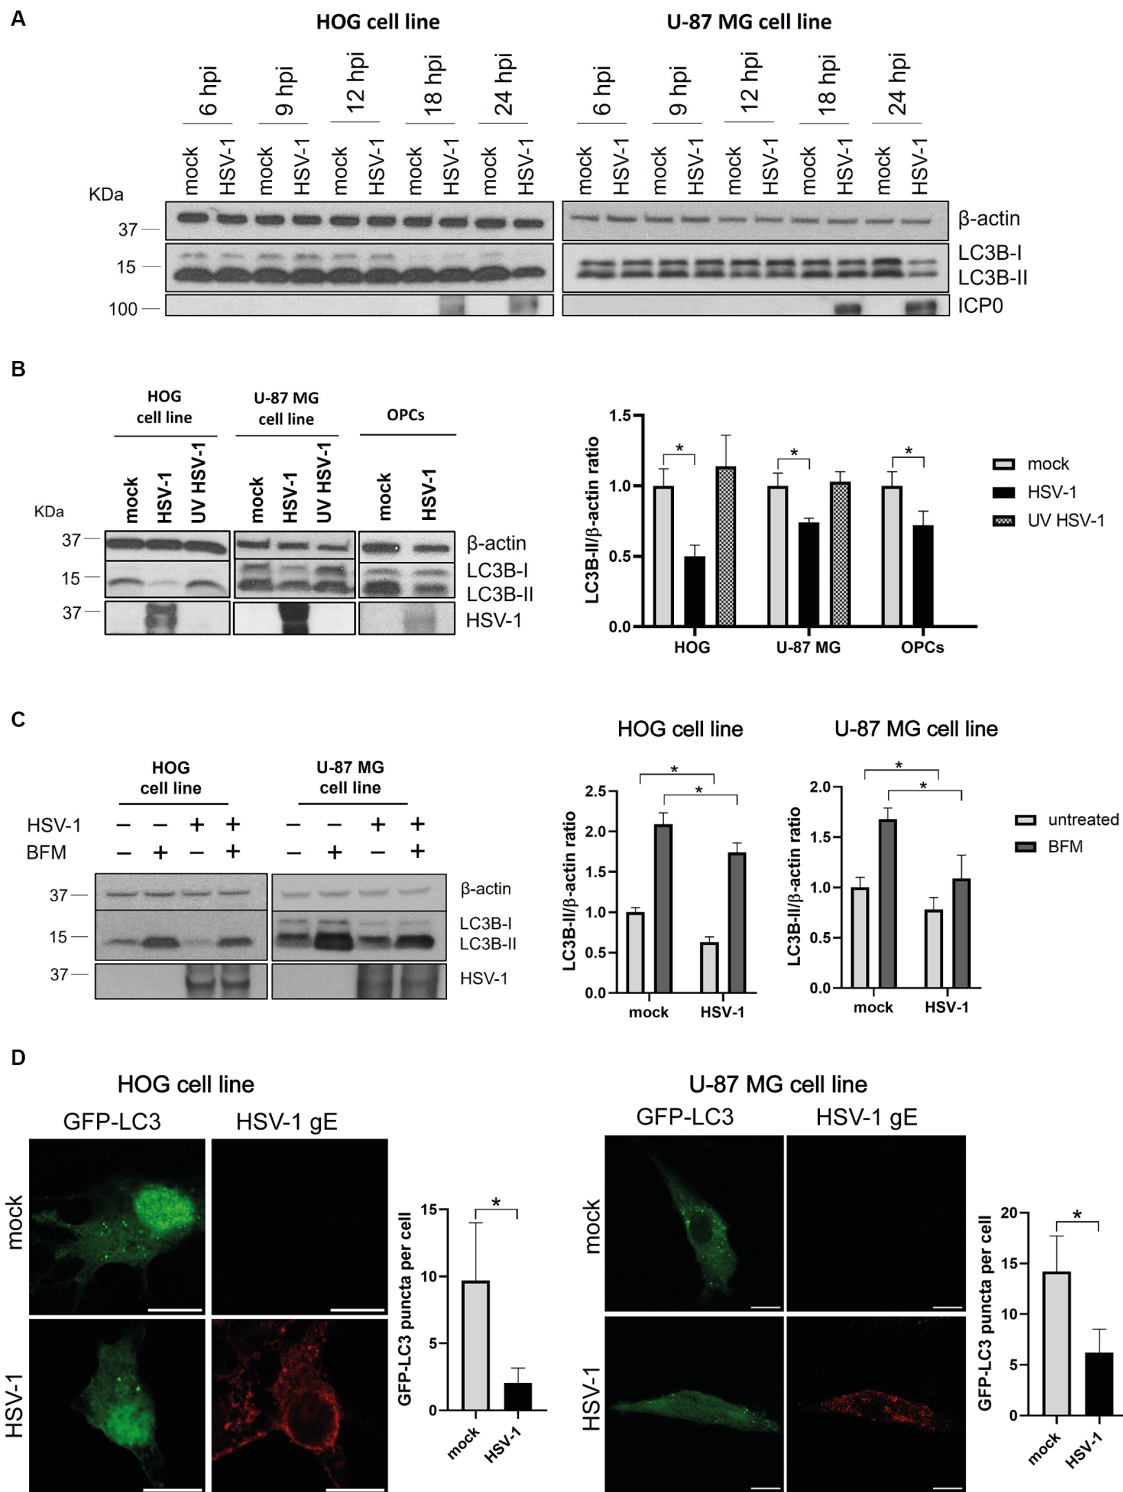 A
HOG cell line
U-87 MG cell line
6 hpi 9 hpi 12 hpi 18 hpi 24 hpi 6 hpi 9 hpi 12 hpi 18 hpi 24 hpi
mock HSV-1 mock HSV-1 mock HSV-1 mock HSV-1 mock HSV-1 mock HSV-1 mock HSV-1 mock HSV-1 mock HSV-1 mock HSV-1
KDa
37
β-actin
15
LC3B-I
LC3B-II
100
ICP0
B
HOG cell line
U-87 MG cell line
OPCs
mock HSV-1 UV HSV-1 mock HSV-1 UV HSV-1 mock HSV-1
KDa
37
β-actin
15
LC3B-I
LC3B-II
37
HSV-1
LC3B-II/β-actin ratio
1.5
1.0
0.5
0.0
* * *
HOG U-87 MG OPCs
mock
HSV-1
UV HSV-1
C
HOG cell line
U-87 MG cell line
HSV-1 – – + + – – + +
BFM – + – + – + – +
37
β-actin
15
LC3B-I
LC3B-II
37
HSV-1
HOG cell line
LC3B-II/β-actin ratio
2.5
2.0
1.5
1.0
0.5
0.0
*
*
mock HSV-1
U-87 MG cell line
LC3B-II/β-actin ratio
2.0
1.5
1.0
0.5
0.0
*
*
mock HSV-1
untreated
BFM
D
HOG cell line
GFP-LC3 HSV-1 gE
mock
HSV-1
GFP-LC3 puncta per cell
15
10
5
0
*
mock HSV-1
U-87 MG cell line
GFP-LC3 HSV-1 gE
mock
HSV-1
GFP-LC3 puncta per cell
20
15
10
5
0
*
mock HSV-1